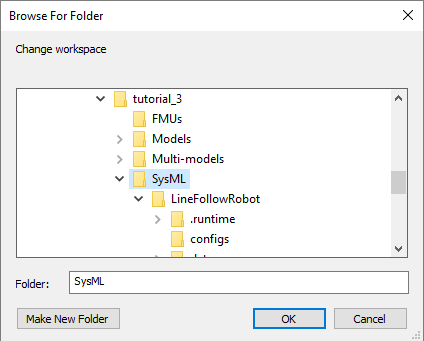 Browse For Folder
Change workspace
tutorial_3
FMUs
Models
Multi-models
SysML
LineFollowRobot
.runtime
configs
Folder: SysML
Make New Folder OK Cancel